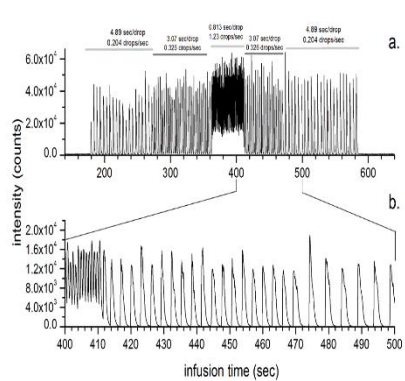 0.813 sec/drop
4.89 sec/drop 3.07 sec/drop 1.23 drops/sec 3.07 sec/drop 4.89 sec/drop
0.204 drops/sec 0.326 drops/sec 0.326 drops/sec 0.204 drops/sec
a.
6.0x10⁴
4.0x10⁴
2.0x10⁴
0.0
200 300 400 500 600
intensity (counts)
b.
2.0x10⁴
1.6x10⁴
1.2x10⁴
8.0x10³
4.0x10³
0.0
400 410 420 430 440 450 460 470 480 490 500
infusion time (sec)